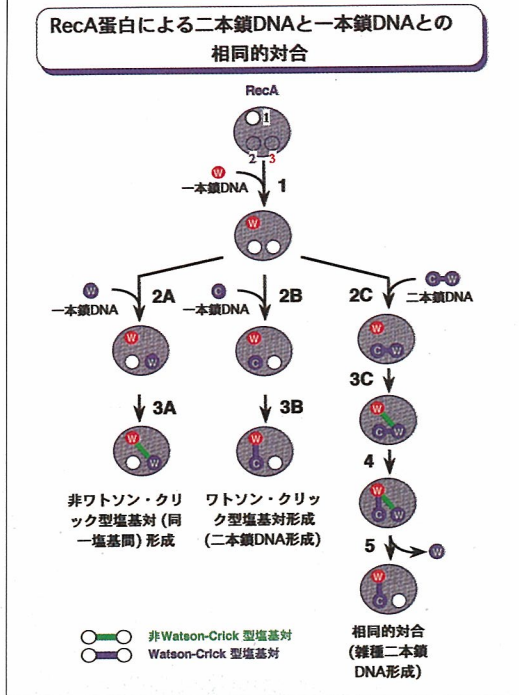 RecA蛋白による二本鎖DNAと一本鎖DNAとの
相同的対合
RecA
1
2 3
W
一本鎖DNA
1
W
W
一本鎖DNA
2A
C
一本鎖DNA
2B
2C
C W
二本鎖DNA
W
W
W
C
W
C W
3A
3B
3C
W
W
W
C
W
C W
4
W
C W
5
W
W
C
非ワトソン・クリ
ック型塩基対 (同
一塩基間) 形成
ワトソン・クリッ
ク型塩基対形成
(二本鎖DNA形成)
相同的対合
(雑種二本鎖
DNA形成)
非Watson-Crick 型塩基対
Watson-Crick 型塩基対